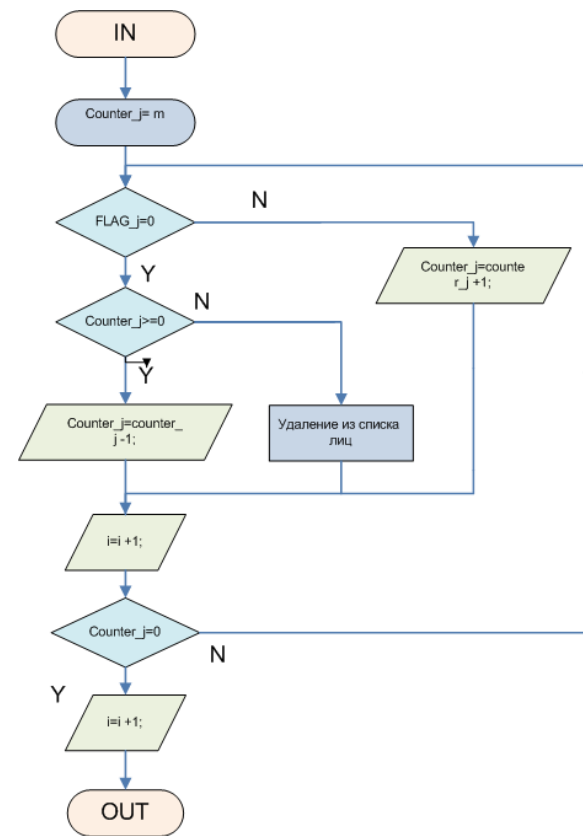 IN
Counter_j= m
FLAG_j=0
N
Counter_j=counte
r_j +1;
Y
Counter_j>=0
N
Y
Counter_j=counter_
j -1;
Удаление из списка
лиц
i=i +1;
Counter_j=0
N
Y
i=i +1;
OUT